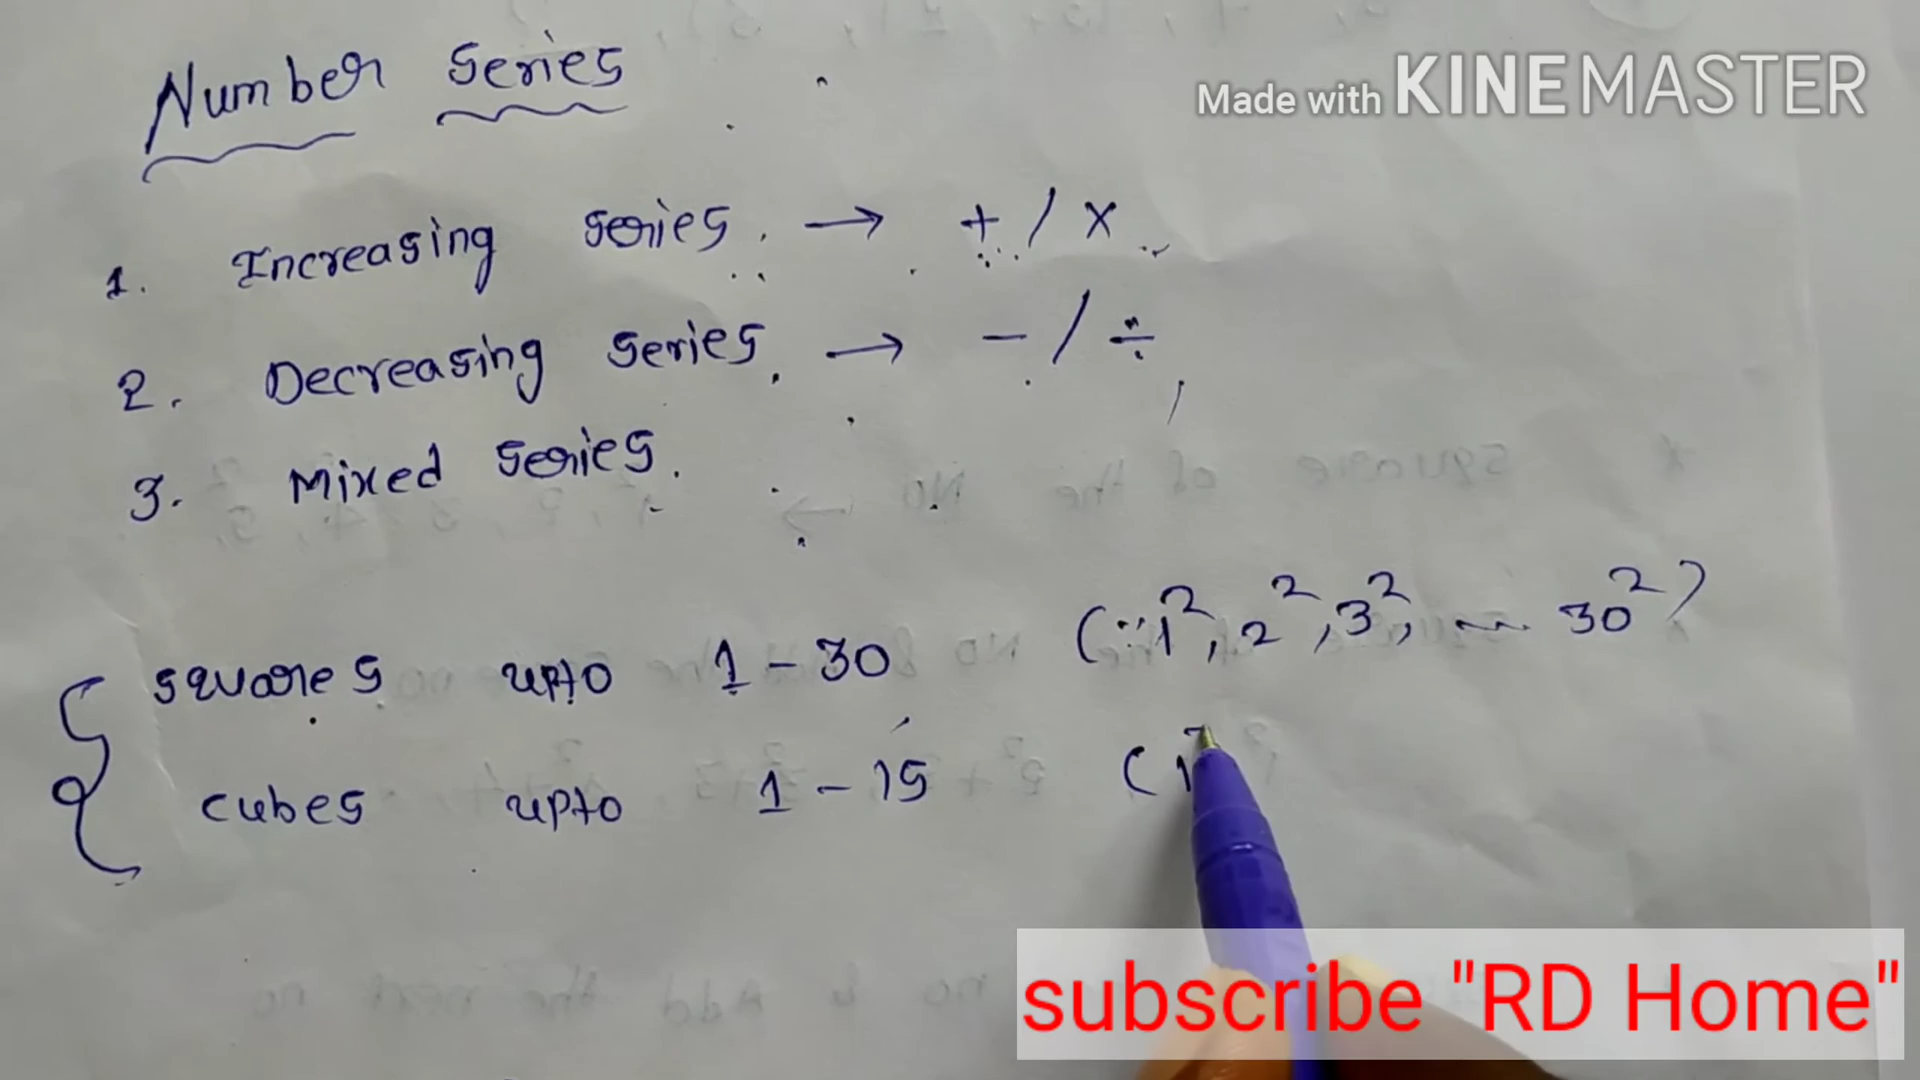 Number Series
Made with KINEMASTER
1. Increasing Series. → + / ×
2. Decreasing Series. → - / ÷
3. Mixed Series.
squares upto 1 - 30 (1², 2², 3², --- 30²)
cubes upto 1 - 15 (1
subscribe "RD Home"